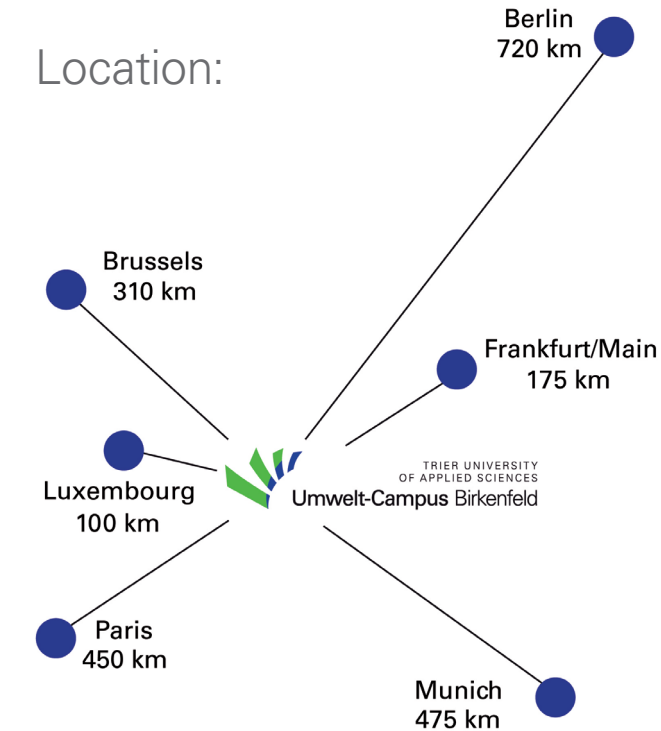 Location:
Berlin
720 km
Brussels
310 km
Frankfurt/Main
175 km
Luxembourg
100 km
TRIER UNIVERSITY
OF APPLIED SCIENCES
Umwelt-Campus Birkenfeld
Paris
450 km
Munich
475 km